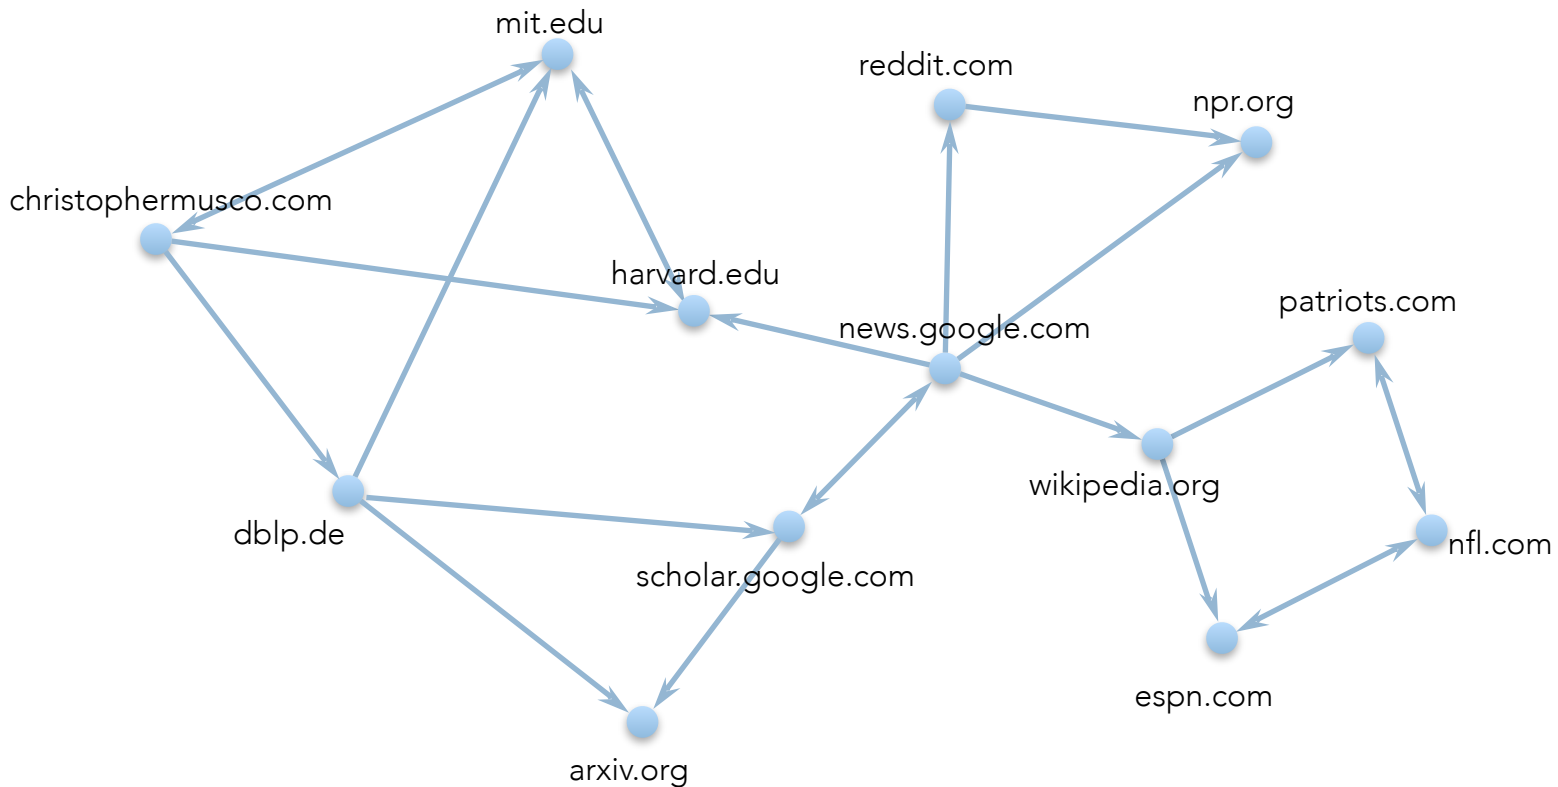 mit.edu
reddit.com
npr.org
christophermusco.com
harvard.edu
patriots.com
news.google.com
wikipedia.org
dblp.de
nfl.com
scholar.google.com
espn.com
arxiv.org